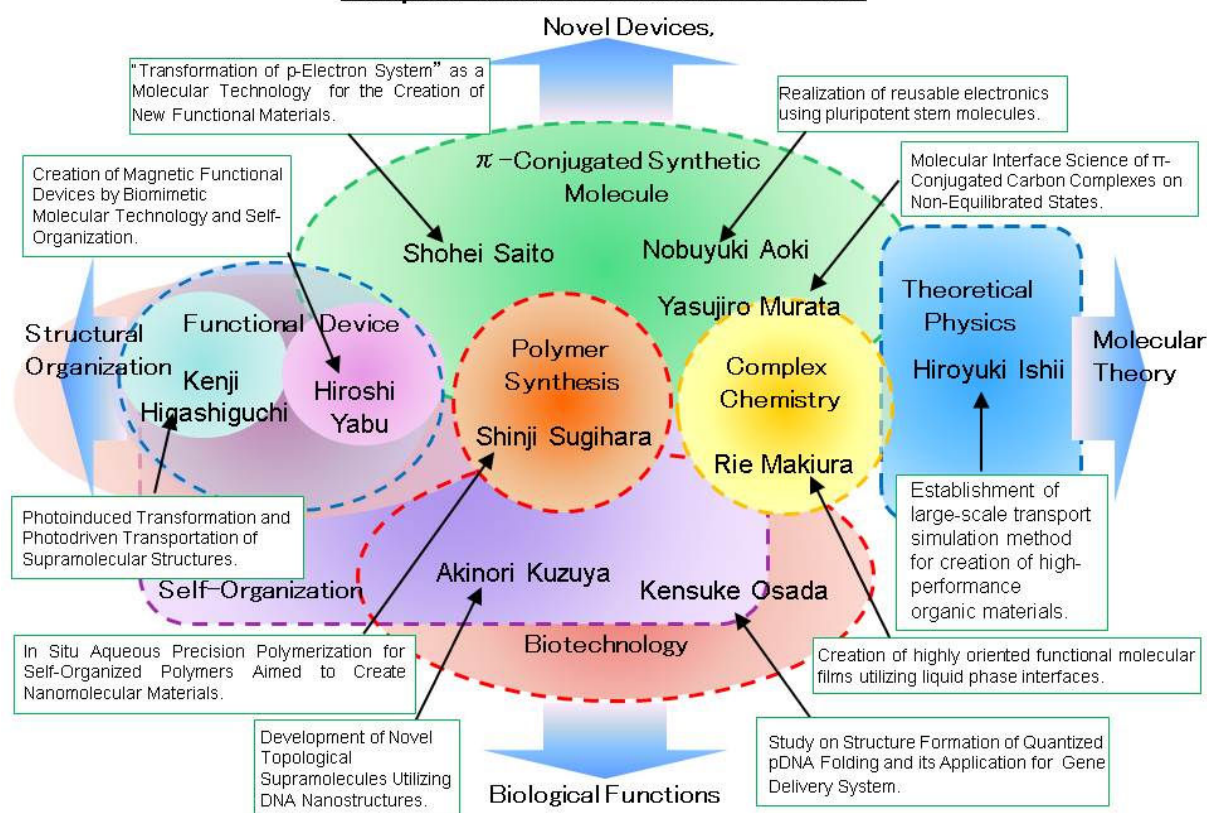 Novel Devices,
"Transformation of p-Electron System" as a
Molecular Technology for the Creation of
New Functional Materials.
Realization of reusable electronics
using pluripotent stem molecules.
π-Conjugated Synthetic
Molecule
Molecular Interface Science of π-
Conjugated Carbon Complexes on
Non-Equilibrated States.
Creation of Magnetic Functional
Devices by Biomimetic
Molecular Technology and Self-
Organization.
Shohei Saito
Nobuyuki Aoki
Yasujiro Murata
Theoretical
Physics
Hiroyuki Ishii
Structural
Organization
Functional Device
Kenji
Higashiguchi
Hiroshi
Yabu
Polymer
Synthesis
Shinji Sugihara
Complex
Chemistry
Rie Makiura
Molecular
Theory
Photoinduced Transformation and
Photodriven Transportation of
Supramolecular Structures.
Establishment of
large-scale transport
simulation method
for creation of high-
performance
organic materials.
Self-Organization
Akinori Kuzuya
Kensuke Osada
Biotechnology
In Situ Aqueous Precision Polymerization for
Self-Organized Polymers Aimed to Create
Nanomolecular Materials.
Creation of highly oriented functional molecular
films utilizing liquid phase interfaces.
Development of Novel
Topological
Supramolecules Utilizing
DNA Nanostructures.
Study on Structure Formation of Quantized
pDNA Folding and its Application for Gene
Delivery System.
Biological Functions